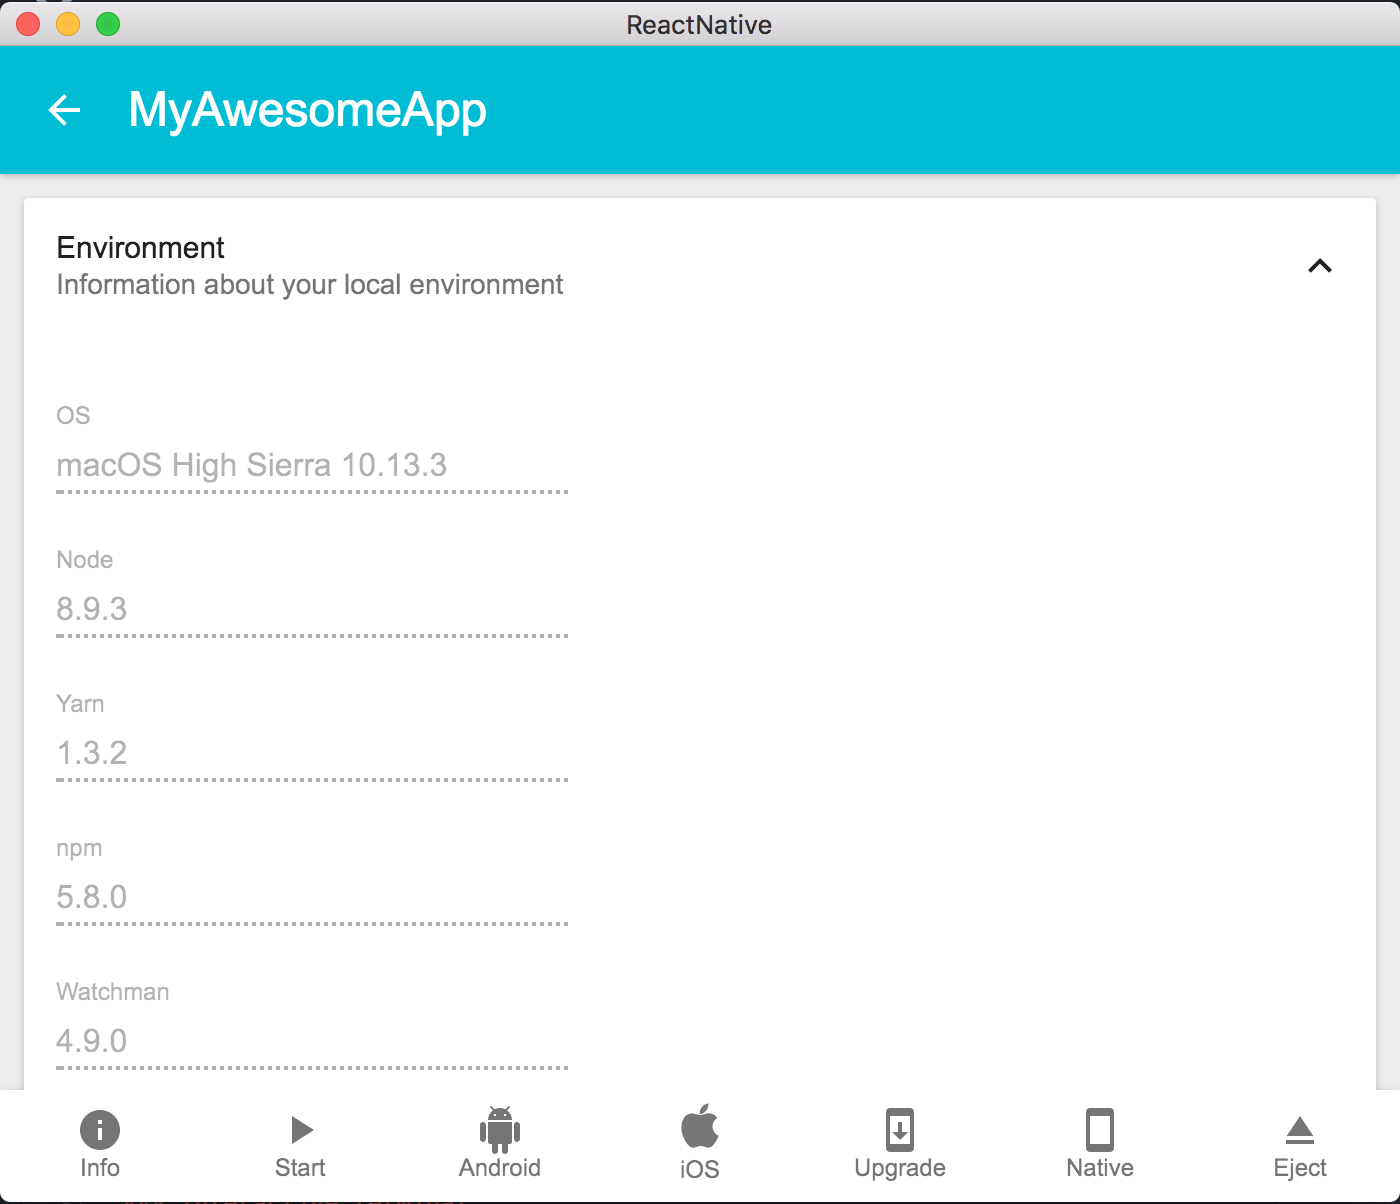 ReactNative
MyAwesomeApp
Environment
Information about your local environment
OS
macOS High Sierra 10.13.3
Node
8.9.3
Yarn
1.3.2
npm
5.8.0
Watchman
4.9.0
Info Start Android iOS Upgrade Native Eject